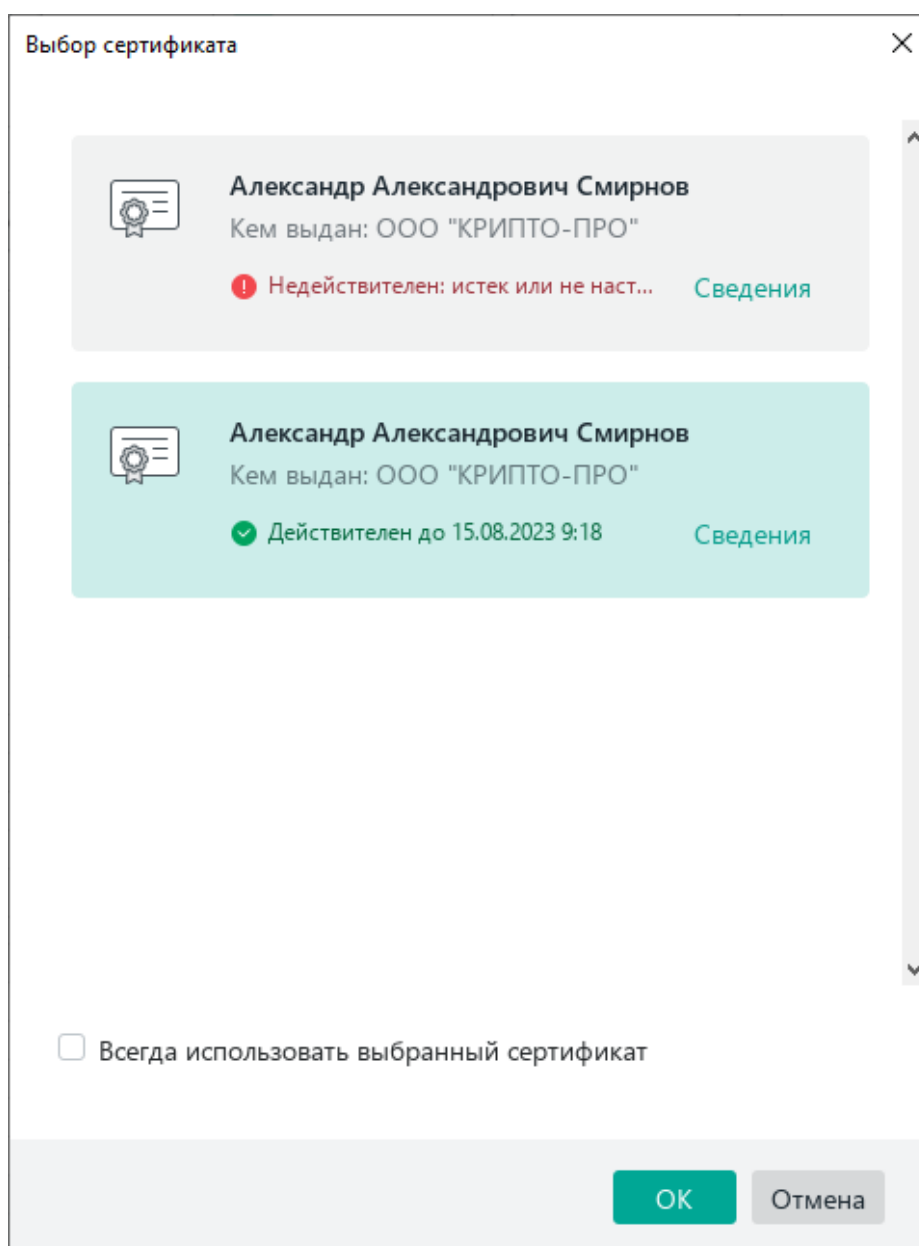 Выбор сертификата
Александр Александрович Смирнов
Кем выдан: ООО "КРИПТО-ПРО"
Недействителен: истек или не наст...
Сведения
Александр Александрович Смирнов
Кем выдан: ООО "КРИПТО-ПРО"
Действителен до 15.08.2023 9:18
Сведения
Всегда использовать выбранный сертификат
ОК
Отмена